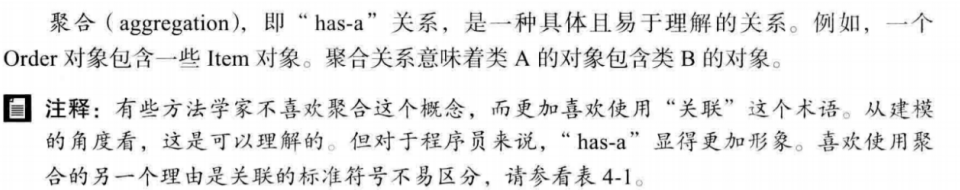 聚合（aggregation），即“has-a”关系，是一种具体且易于理解的关系。例如，一个
Order 对象包含一些 Item 对象。聚合关系意味着类 A 的对象包含类 B 的对象。
注释：有些方法学家不喜欢聚合这个概念，而更加喜欢使用“关联”这个术语。从建模
的角度看，这是可以理解的。但对于程序员来说，“has-a”显得更加形象。喜欢使用聚
合的另一个理由是关联的标准符号不易区分，请参看表 4-1。